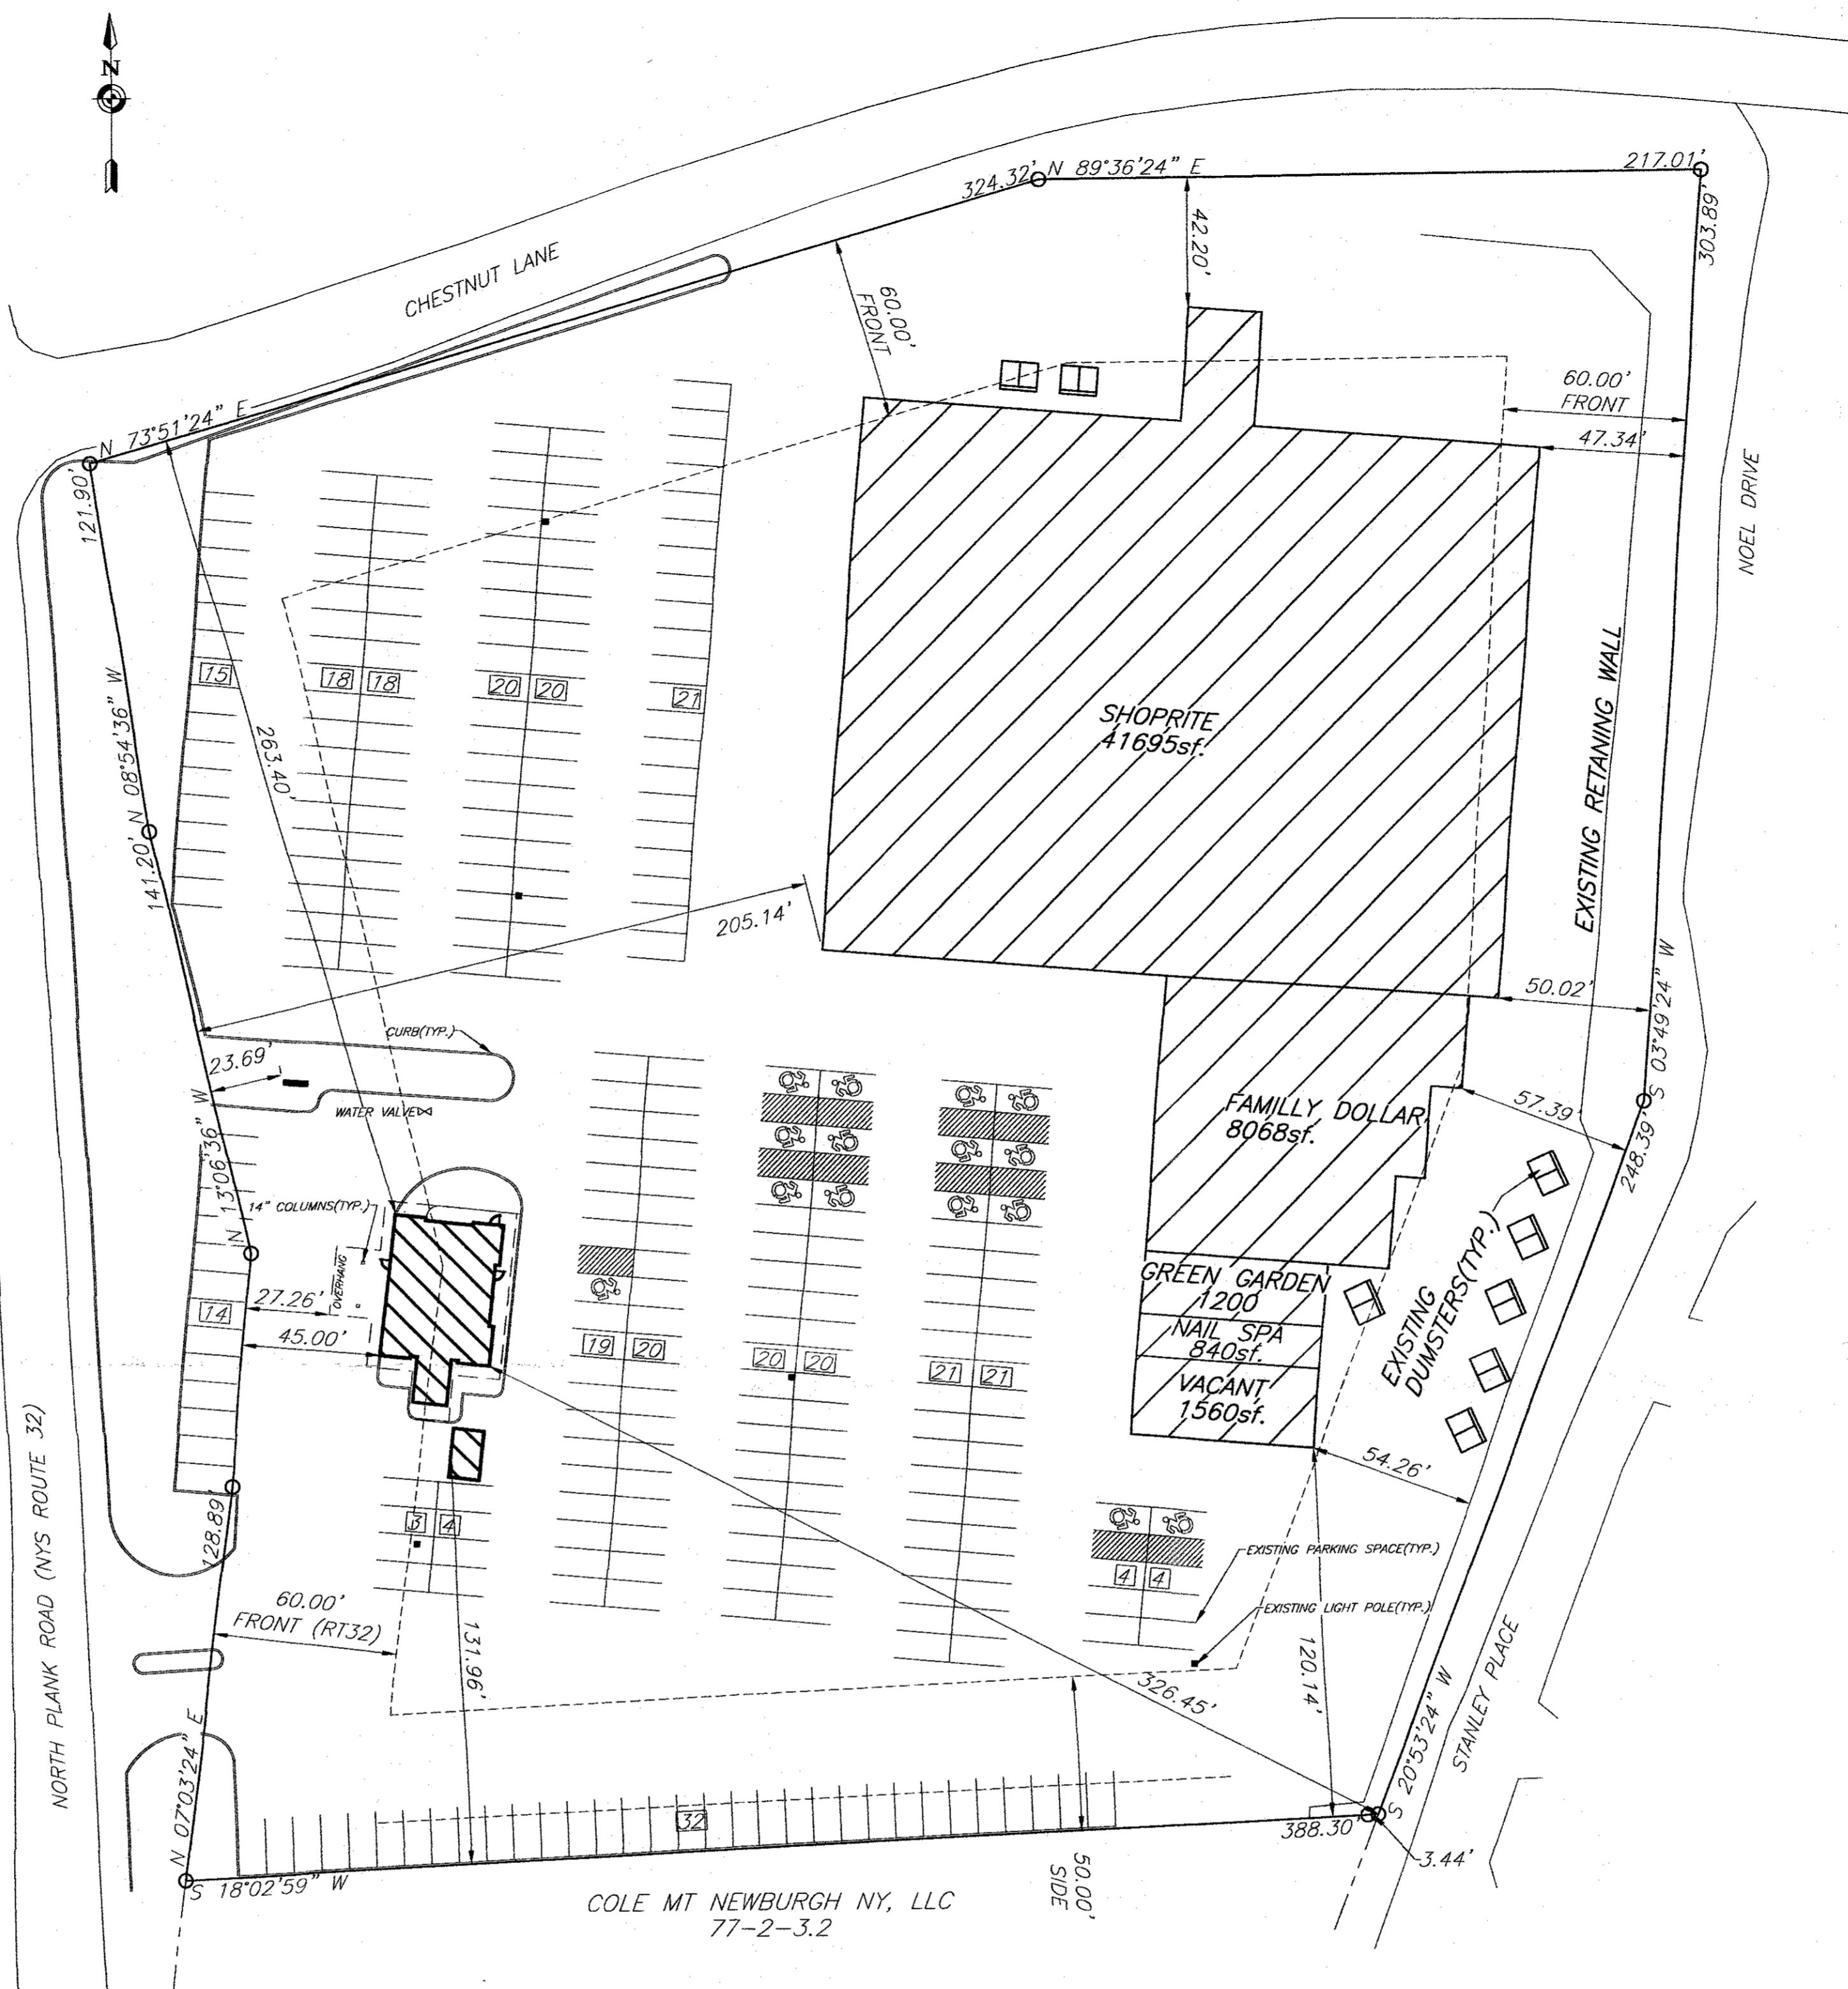 N
CHESTNUT LANE
324.32'
N 89°36'24" E
217.01'
303.89'
42.20'
60.00'
FRONT
60.00'
FRONT
47.34'
NOEL DRIVE
N 73°51'24" E
121.90'
N 08°54'36" W
141.20'
15
18
18
20
20
21
263.40'
205.14'
SHOPRITE
41695sf.
EXISTING RETANING WALL
50.02'
S 03°49'24" W
CURB(TYP.)
23.69'
WATER VALVE
N 13°06'36" W
14" COLUMNS(TYP.)
OVERHANG
27.26'
45.00'
14
FAMILLY DOLLAR
8068sf.
57.39'
248.39'
GREEN GARDEN
1200
NAIL SPA
840sf.
VACANT
1560sf.
EXISTING
DUMSTERS(TYP.)
54.26'
19
20
20
20
21
21
3
4
4
4
EXISTING PARKING SPACE(TYP.)
EXISTING LIGHT POLE(TYP.)
128.89'
60.00'
FRONT (RT32)
131.96'
326.45'
120.14'
NORTH PLANK ROAD (NYS ROUTE 32)
N 07°03'24" E
S 20°53'24" W
STANLEY PLACE
32
388.30'
3.44'
S 18°02'59" W
50.00'
SIDE
COLE MT NEWBURGH NY, LLC
77-2-3.2